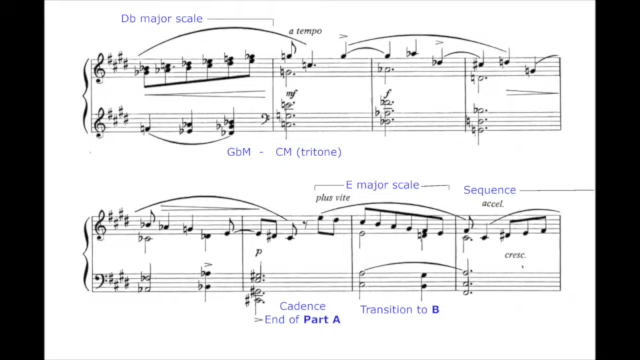 Db major scale
a tempo
mf
f
GbM - CM (tritone)
E major scale
Sequence
plus vite
accel.
p
cresc.
Cadence
End of Part A
Transition to B